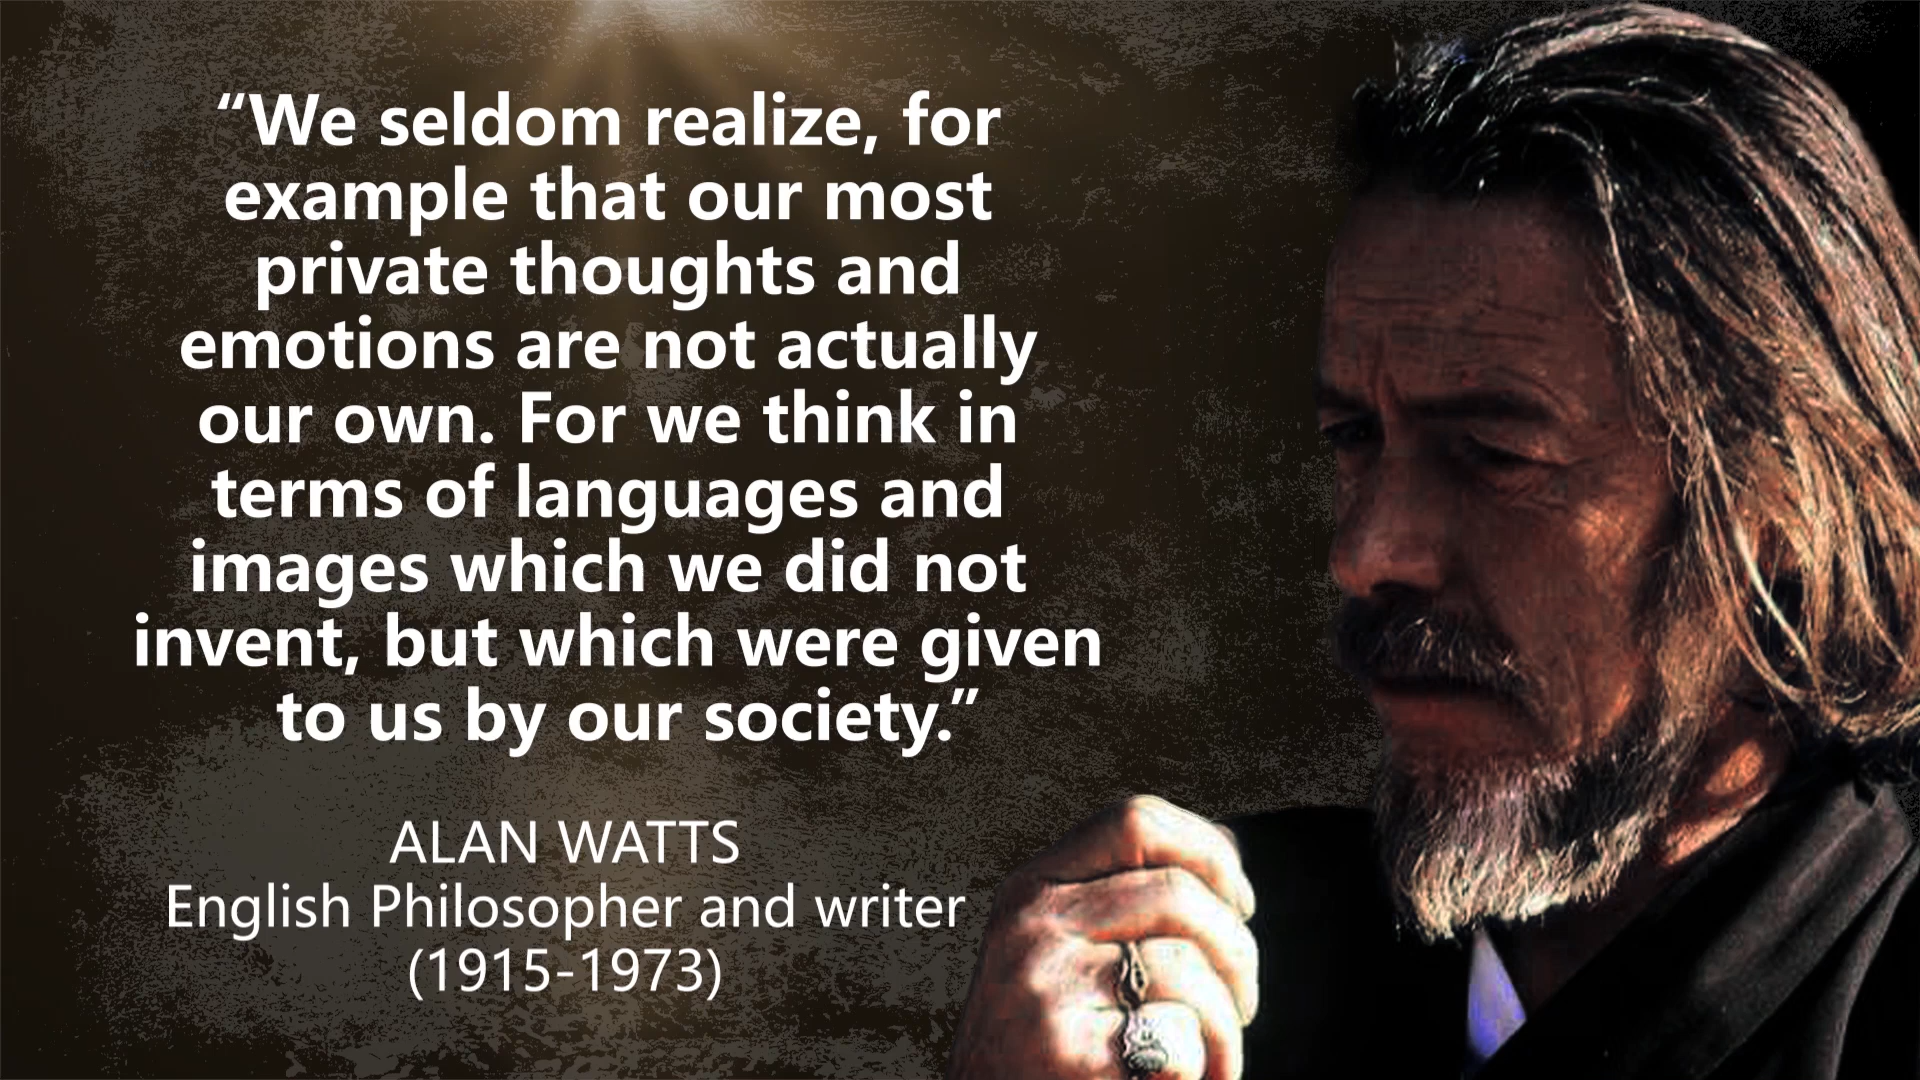 “We seldom realize, for
example that our most
private thoughts and
emotions are not actually
our own. For we think in
terms of languages and
images which we did not
invent, but which were given
to us by our society.”
ALAN WATTS
English Philosopher and writer
(1915-1973)